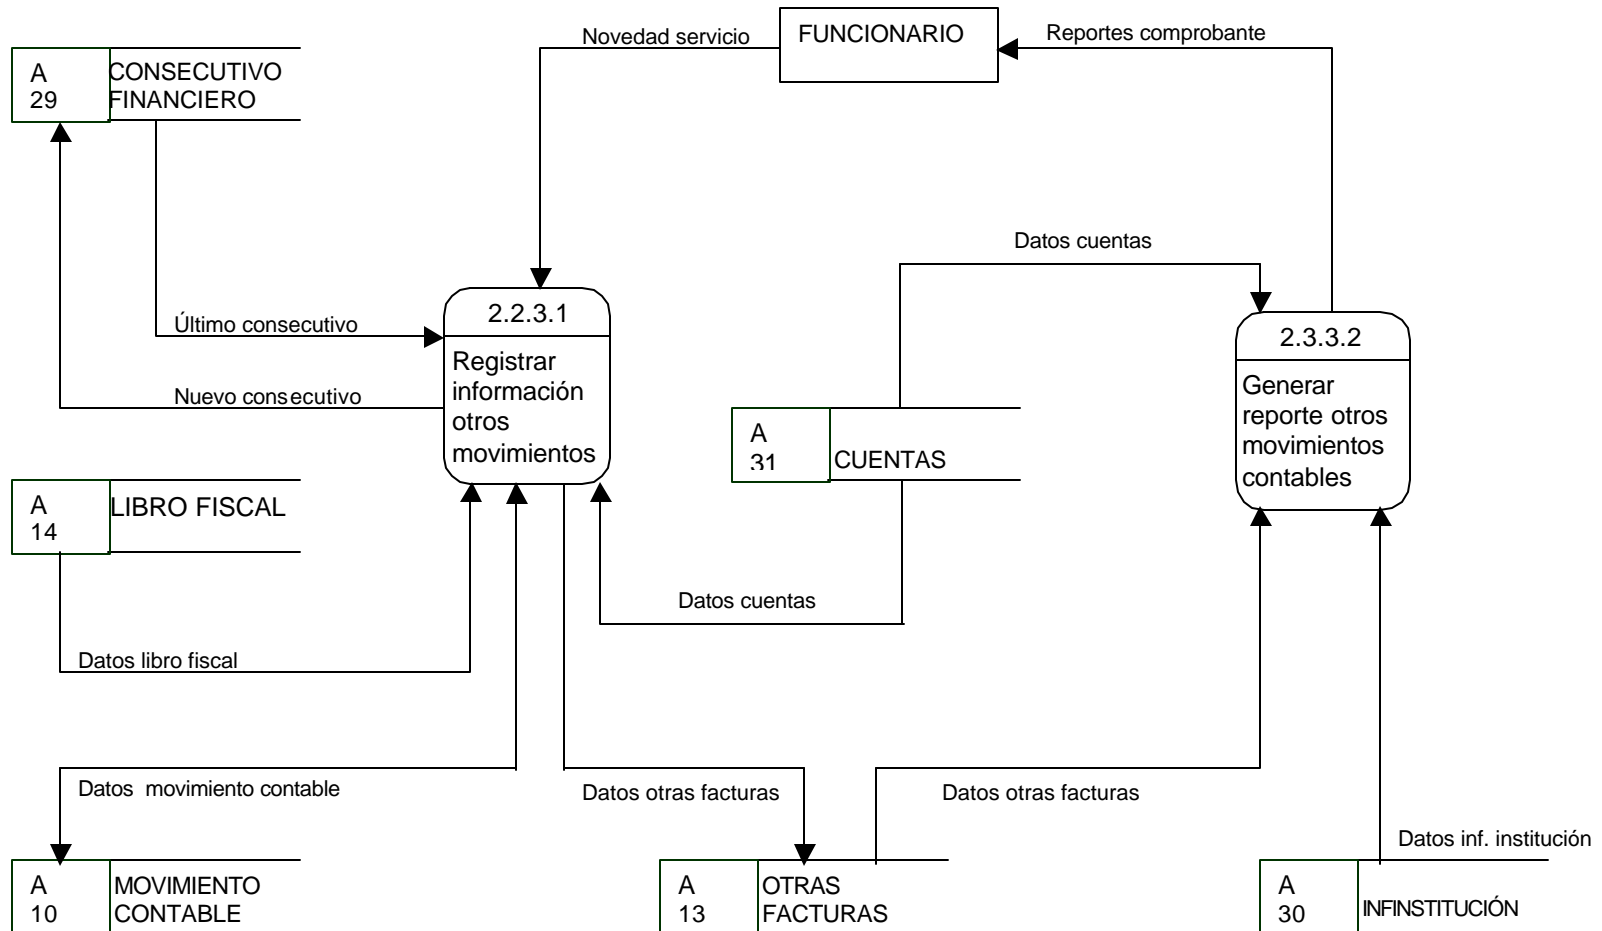 Novedad servicio
FUNCIONARIO
Reportes comprobante
A
29
CONSECUTIVO
FINANCIERO
Datos cuentas
2.2.3.1
Último consecutivo
Registrar
información
otros
movimientos
Nuevo consecutivo
2.3.3.2
Generar
reporte otros
movimientos
contables
A
31
CUENTAS
A
14
LIBRO FISCAL
Datos cuentas
Datos libro fiscal
Datos movimiento contable
Datos otras facturas
Datos otras facturas
Datos inf. institución
A
10
MOVIMIENTO
CONTABLE
A
13
OTRAS
FACTURAS
A
30
INFINSTITUCIÓN